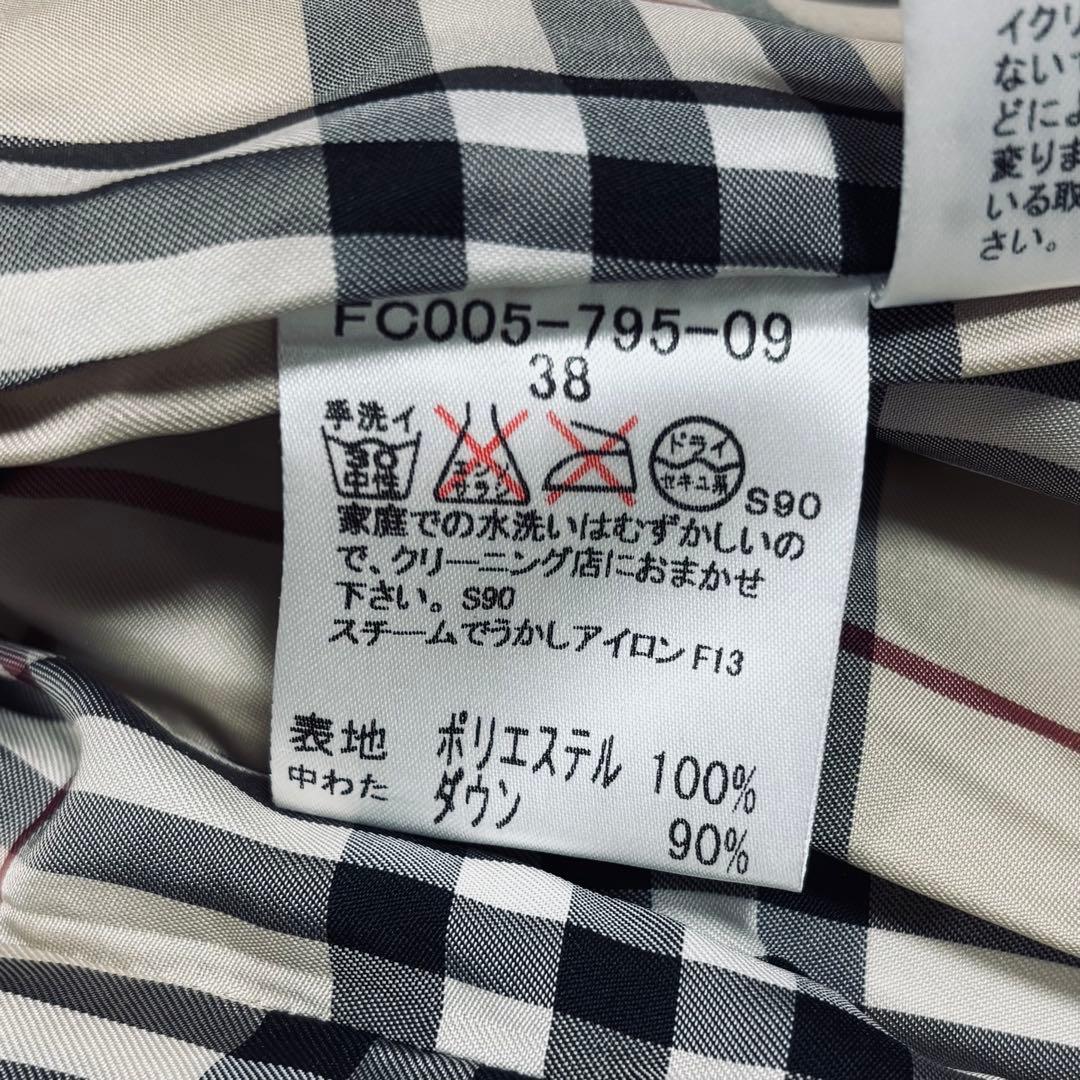 FC005-795-09
38
手洗イ
30
中性
エンソ
サラシ
ドライ
セキユ系
S90
家庭での水洗いはむずかしいの
で、クリーニング店におまかせ
下さい。S90
スチームでうかしアイロン F13
表地 ポリエステル 100%
中わた ダウン 90%
イクリ
ないで
どによ
変りま
いる取
さい。